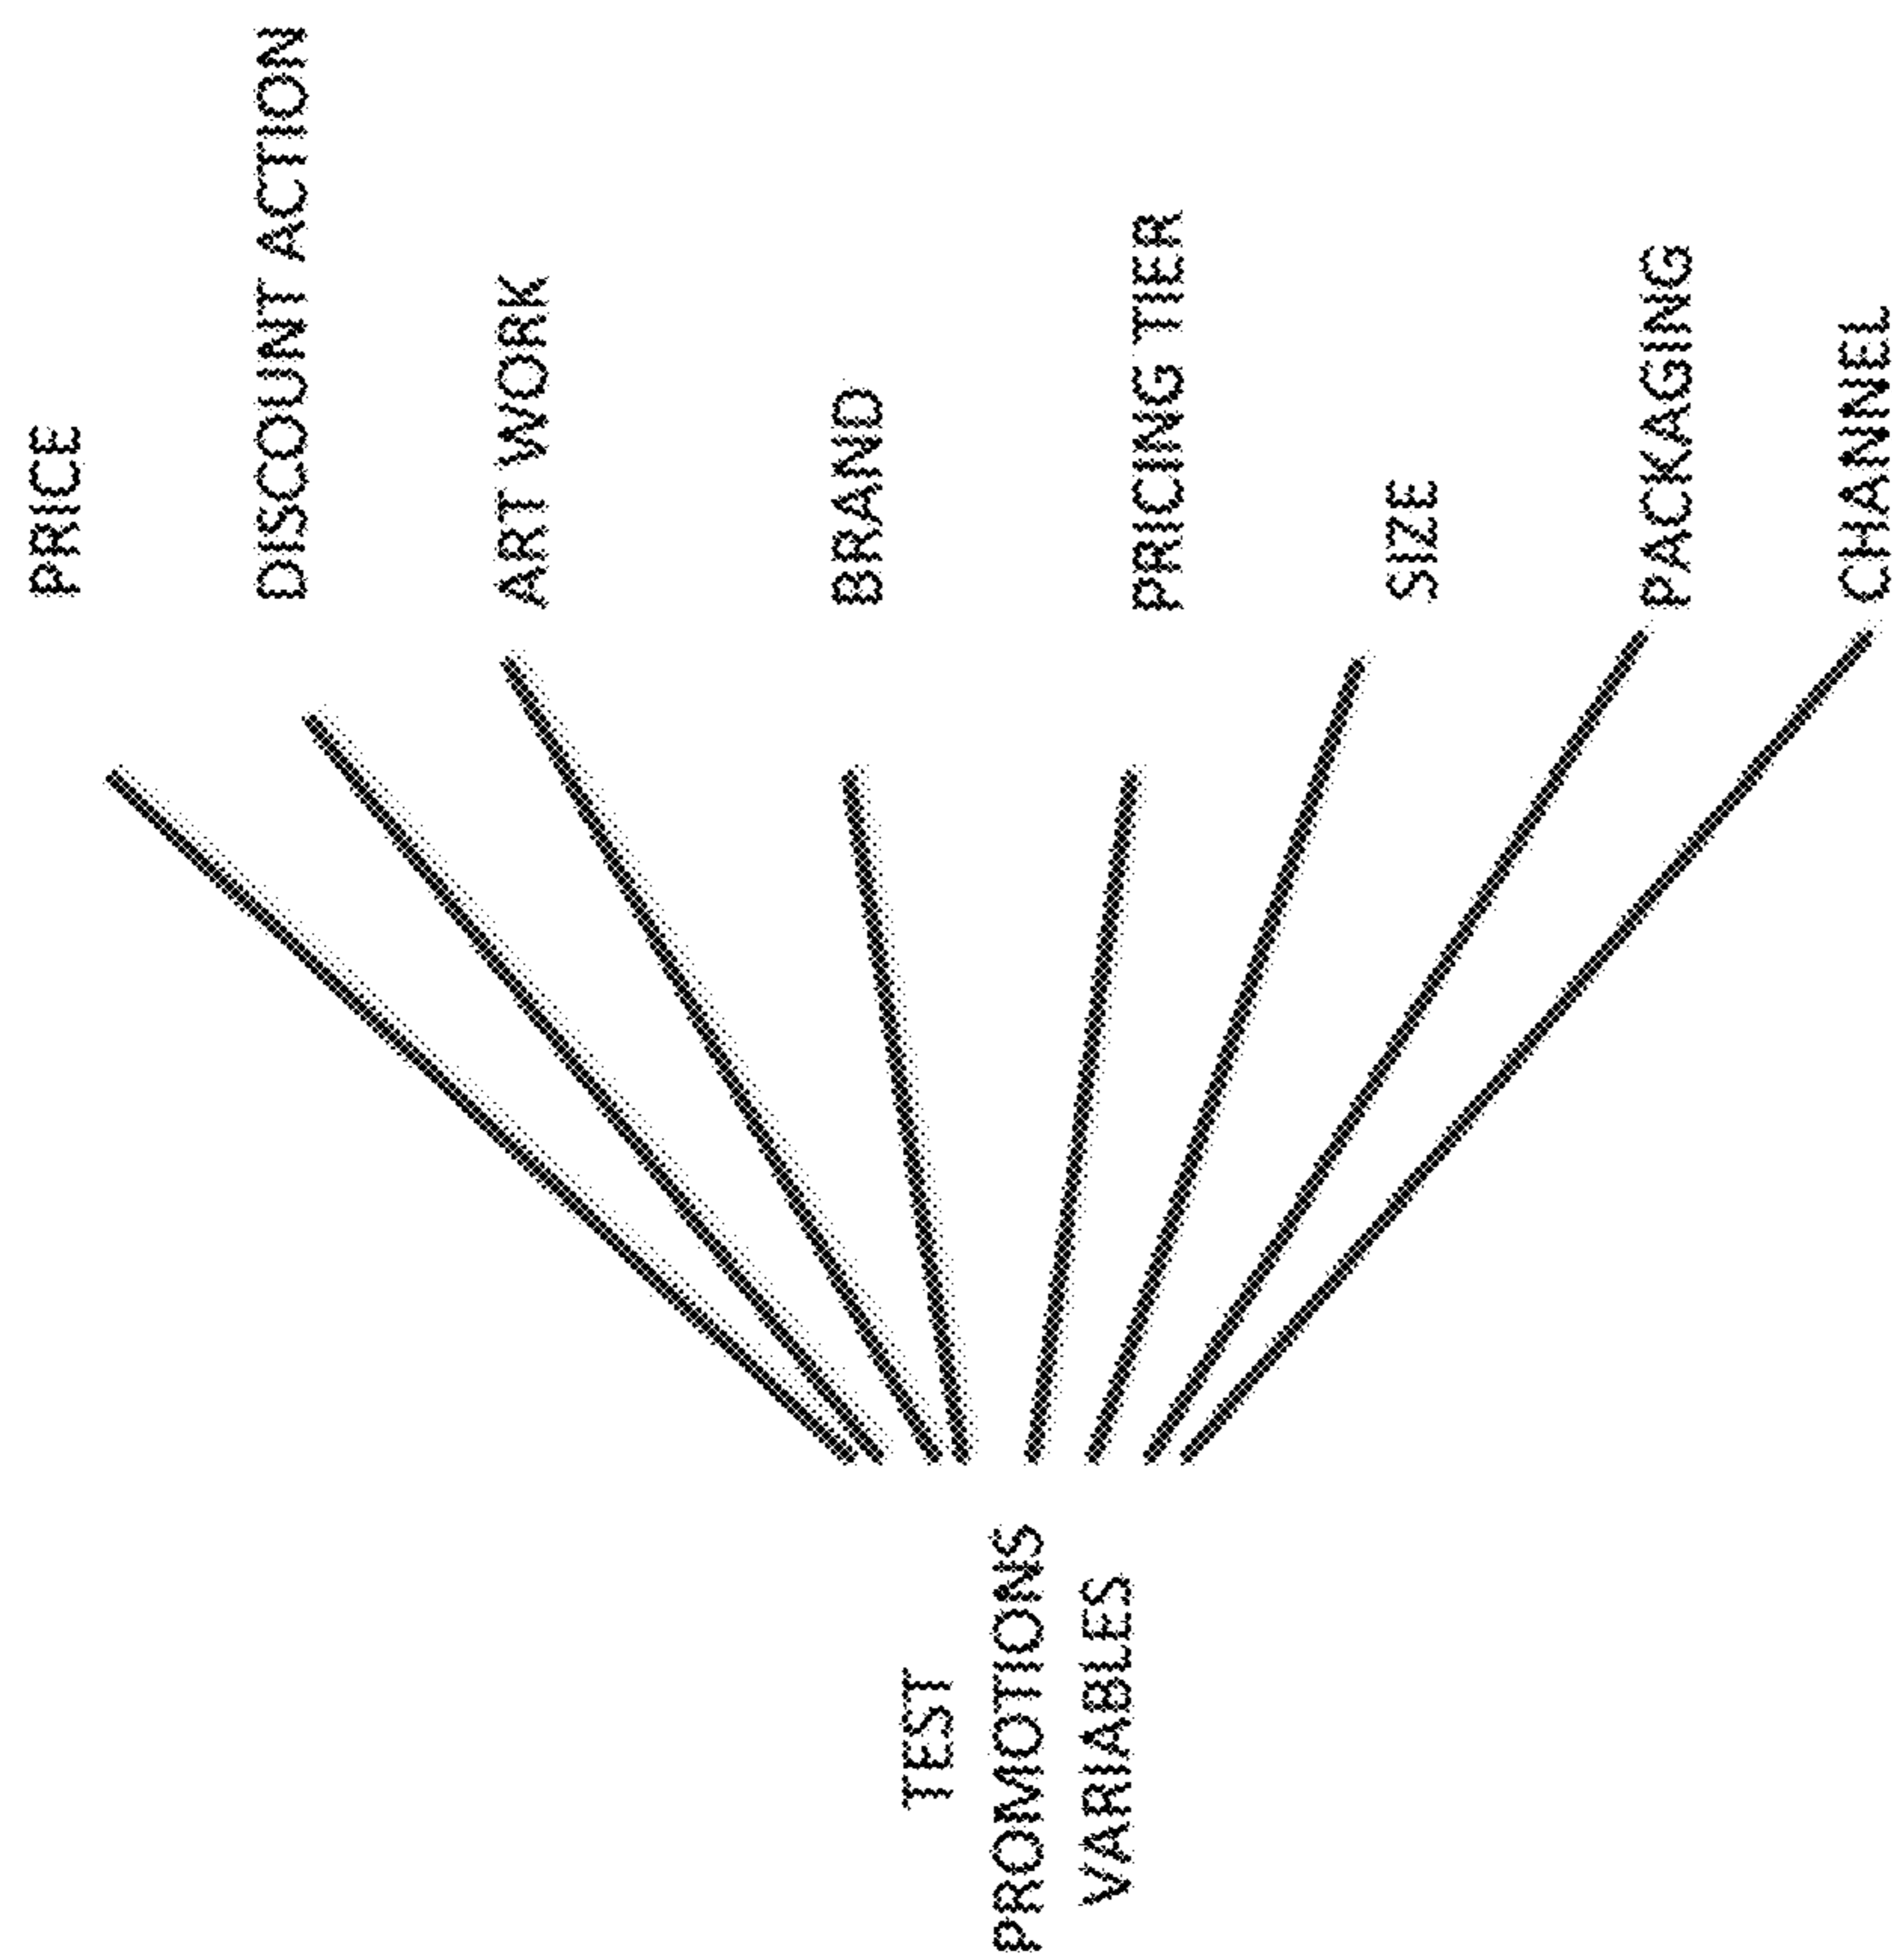 TEST
PROMOTIONS
VARIABLES
PRICE
DISCOUNT ACTION
ART WORK
BRAND
PRICING TIER
SIZE
PACKAGING
CHANNEL